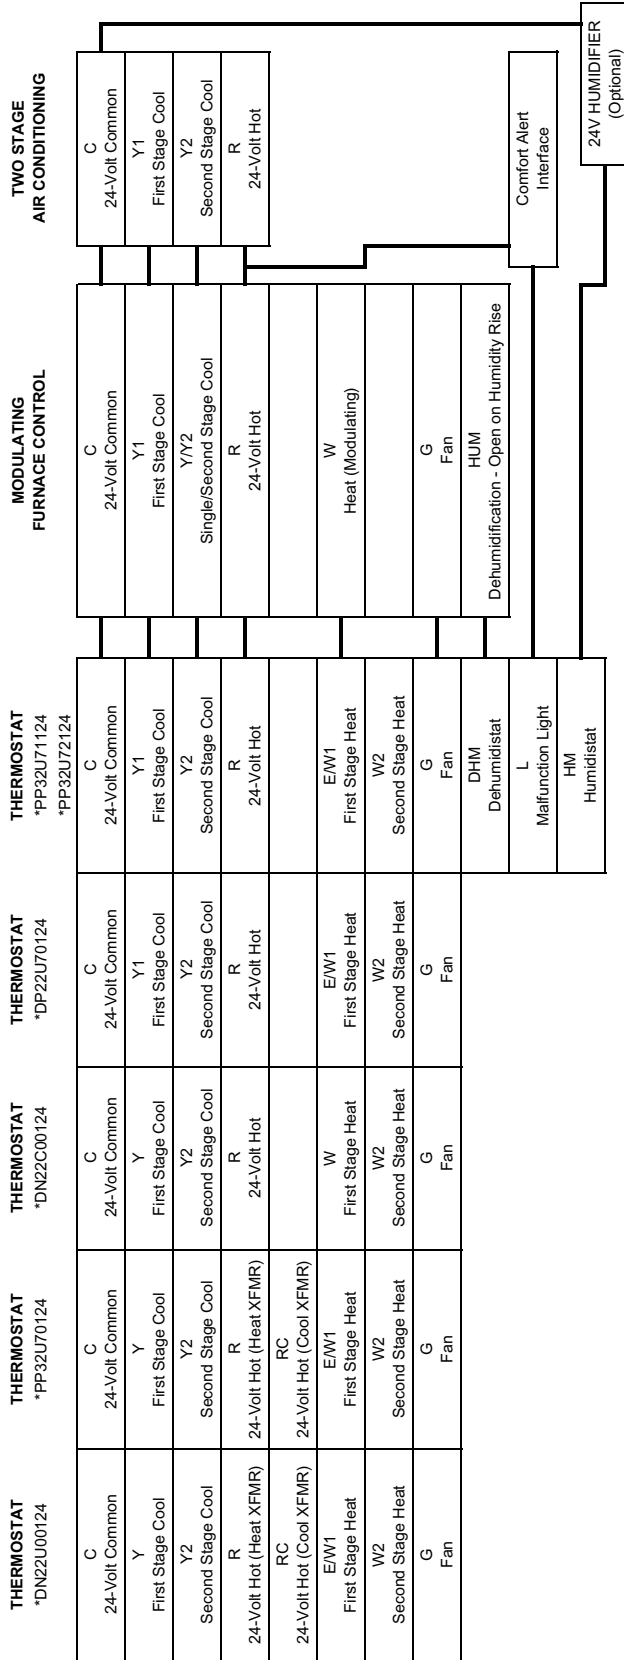 THERMOSTAT
*DN22U00124
C
24-Volt Common
Y
First Stage Cool
Y2
Second Stage Cool
R
24-Volt Hot (Heat XFMR)
RC
24-Volt Hot (Cool XFMR)
E/W1
First Stage Heat
W2
Second Stage Heat
G
Fan
THERMOSTAT
*PP32U70124
C
24-Volt Common
Y
First Stage Cool
Y2
Second Stage Cool
R
24-Volt Hot (Heat XFMR)
RC
24-Volt Hot (Cool XFMR)
E/W1
First Stage Heat
W2
Second Stage Heat
G
Fan
THERMOSTAT
*DN22C00124
C
24-Volt Common
Y
First Stage Cool
Y2
Second Stage Cool
R
24-Volt Hot
W
First Stage Heat
W2
Second Stage Heat
G
Fan
THERMOSTAT
*DP22U70124
C
24-Volt Common
Y1
First Stage Cool
Y2
Second Stage Cool
R
24-Volt Hot
E/W1
First Stage Heat
W2
Second Stage Heat
G
Fan
THERMOSTAT
*PP32U71124
*PP32U72124
C
24-Volt Common
Y1
First Stage Cool
Y2
Second Stage Cool
R
24-Volt Hot
E/W1
First Stage Heat
W2
Second Stage Heat
G
Fan
DHM
Dehumidistat
L
Malfunction Light
HM
Humidistat
MODULATING
FURNACE CONTROL
C
24-Volt Common
Y1
First Stage Cool
Y/Y2
Single/Second Stage Cool
R
24-Volt Hot
W
Heat (Modulating)
G
Fan
HUM
Dehumidification - Open on Humidity Rise
TWO STAGE
AIR CONDITIONING
C
24-Volt Common
Y1
First Stage Cool
Y2
Second Stage Cool
R
24-Volt Hot
Comfort Alert
Interface
24V HUMIDIFIER
(Optional)